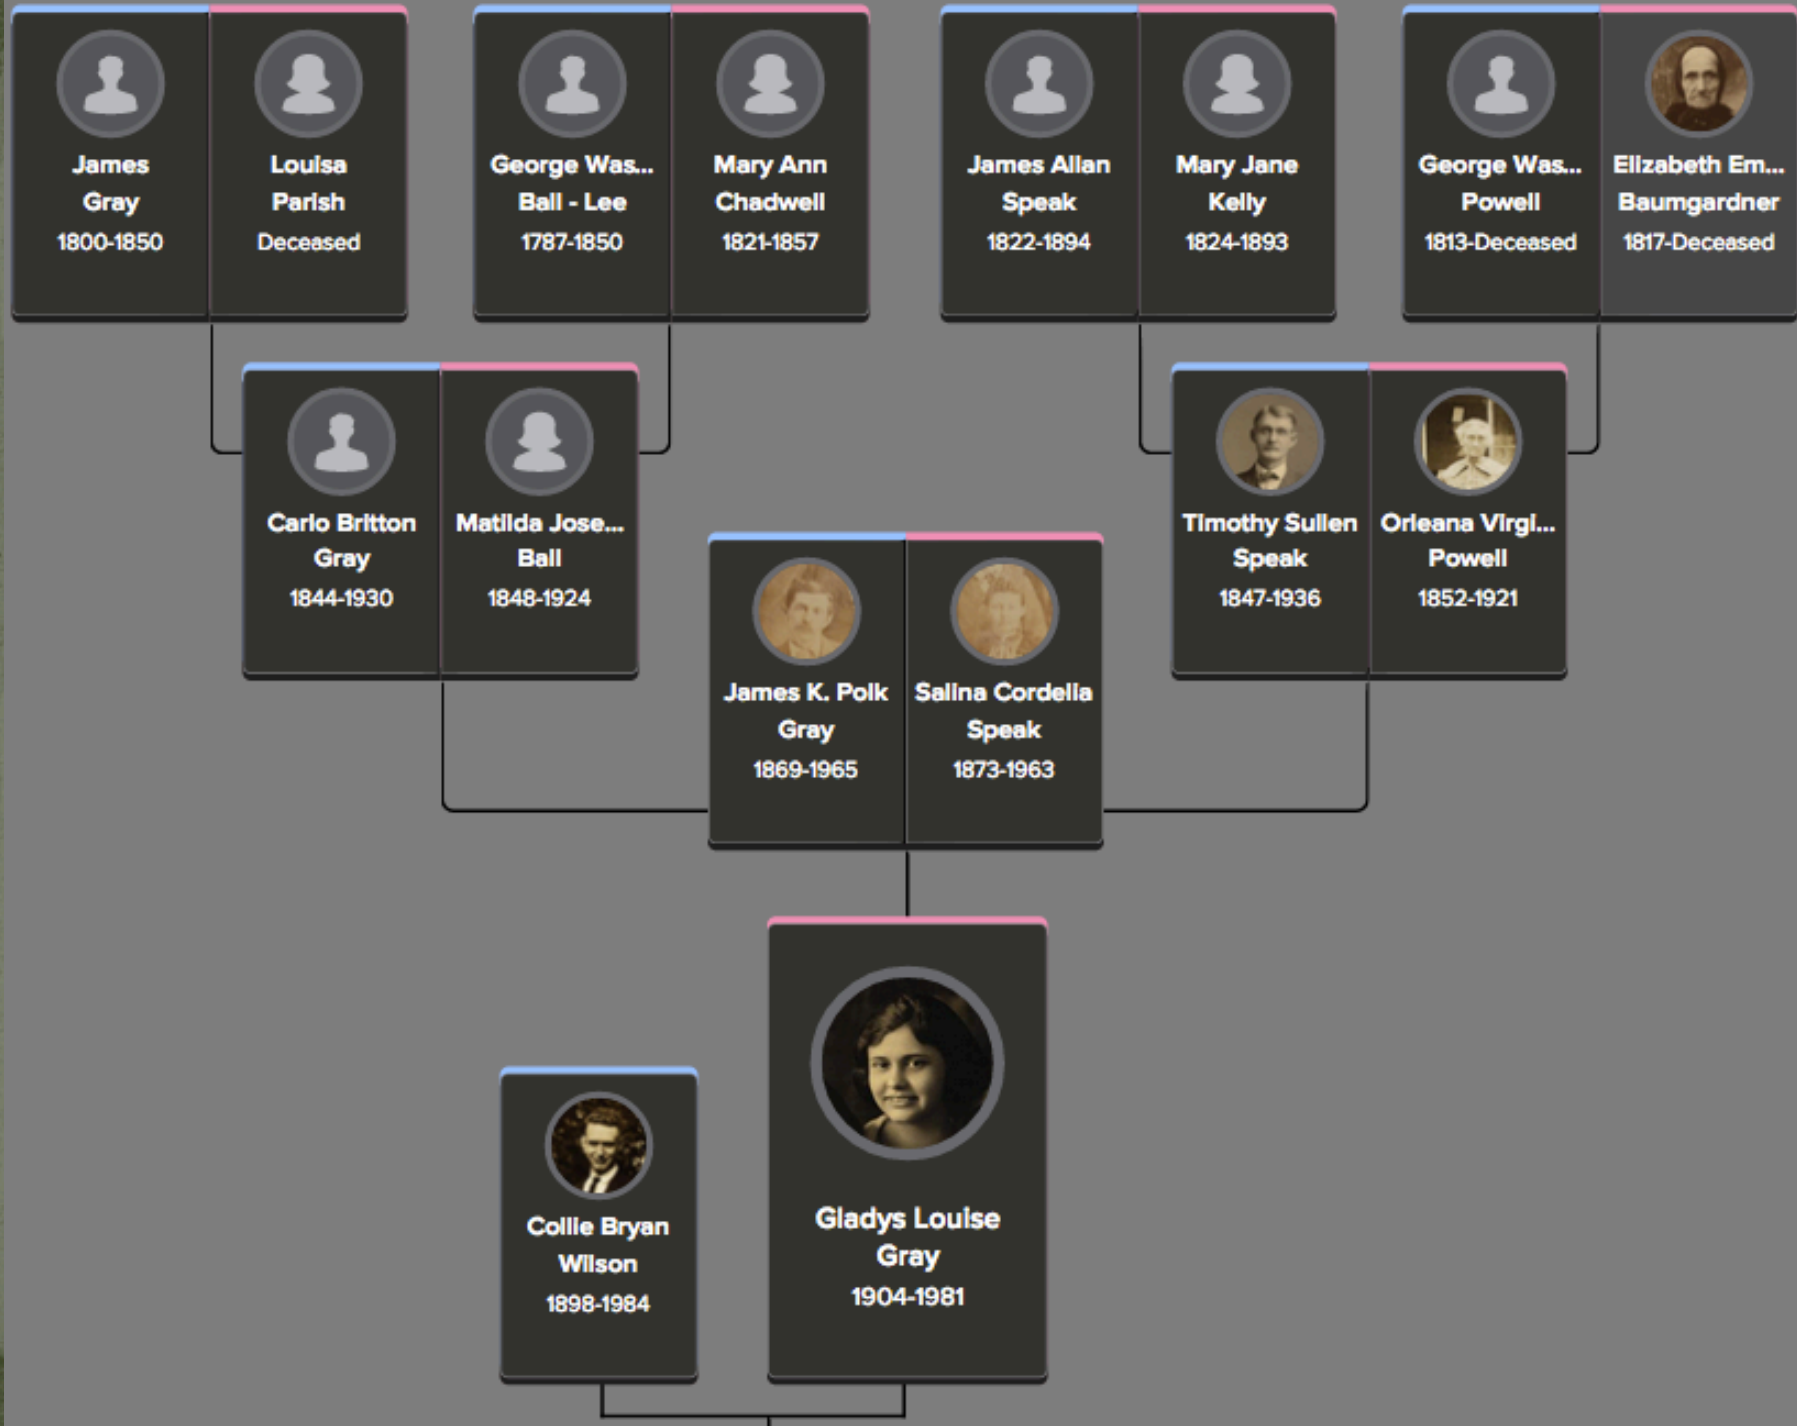 James
Gray
1800-1850
Louisa
Parish
Deceased
George Was...
Ball - Lee
1787-1850
Mary Ann
Chadwell
1821-1857
James Allan
Speak
1822-1894
Mary Jane
Kelly
1824-1893
George Was...
Powell
1813-Deceased
Elizabeth Em...
Baumgardner
1817-Deceased
Carlo Britton
Gray
1844-1930
Matilda Jose...
Ball
1848-1924
Timothy Sullen
Speak
1847-1936
Orleana Virgi...
Powell
1852-1921
James K. Polk
Gray
1869-1965
Salina Cordelia
Speak
1873-1963
Collie Bryan
Wilson
1898-1984
Gladys Louise
Gray
1904-1981